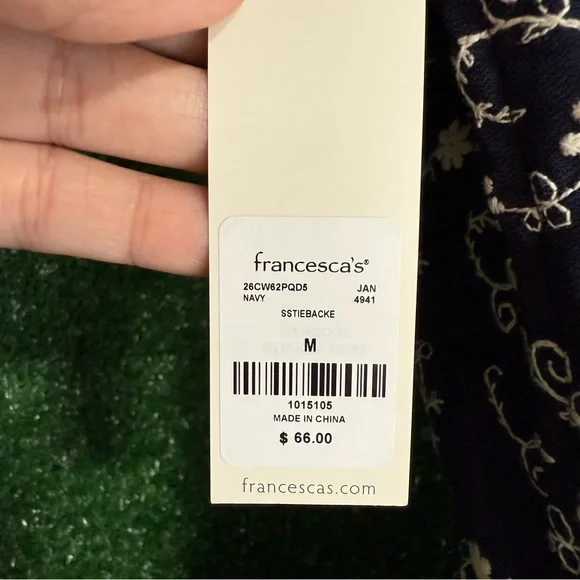 francesca's®
26CW62PQD5 JAN
NAVY 4941
SSTIEBACKE
M
1015105
MADE IN CHINA
$ 66.00
francescas.com